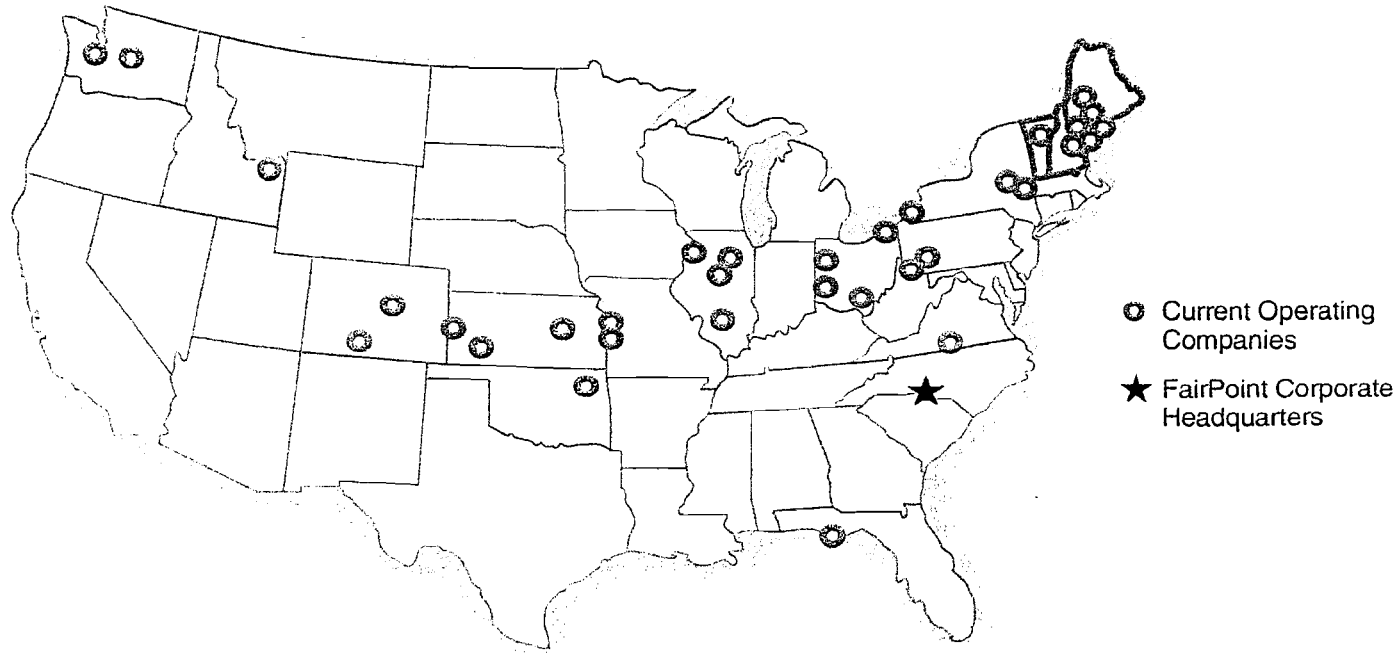 Current Operating
Companies
FairPoint Corporate
Headquarters